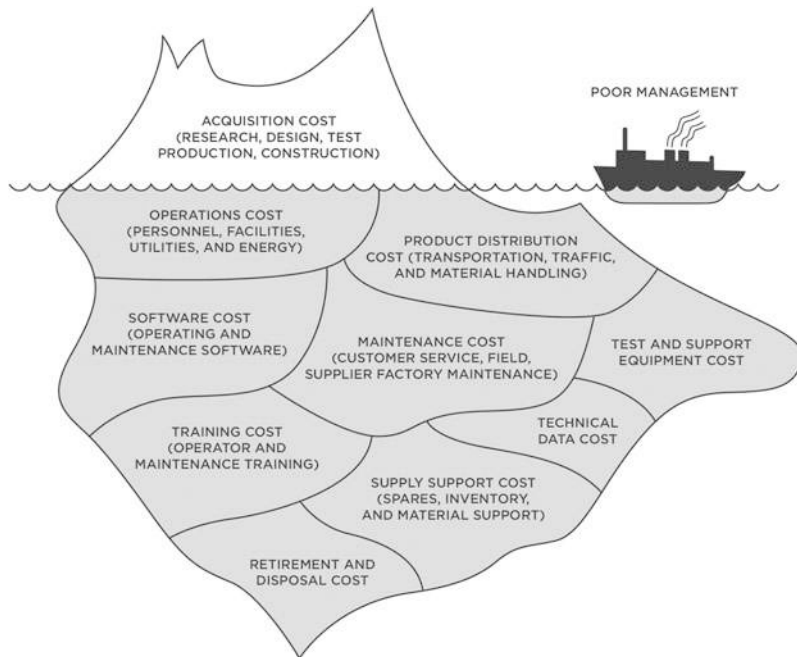 POOR MANAGEMENT
ACQUISITION COST
(RESEARCH, DESIGN, TEST
PRODUCTION, CONSTRUCTION)
OPERATIONS COST
(PERSONNEL, FACILITIES,
UTILITIES, AND ENERGY)
PRODUCT DISTRIBUTION
COST (TRANSPORTATION, TRAFFIC,
AND MATERIAL HANDLING)
SOFTWARE COST
(OPERATING AND
MAINTENANCE SOFTWARE)
MAINTENANCE COST
(CUSTOMER SERVICE, FIELD,
SUPPLIER FACTORY MAINTENANCE)
TEST AND SUPPORT
EQUIPMENT COST
TRAINING COST
(OPERATOR AND
MAINTENANCE TRAINING)
TECHNICAL
DATA COST
SUPPLY SUPPORT COST
(SPARES, INVENTORY,
AND MATERIAL SUPPORT)
RETIREMENT AND
DISPOSAL COST